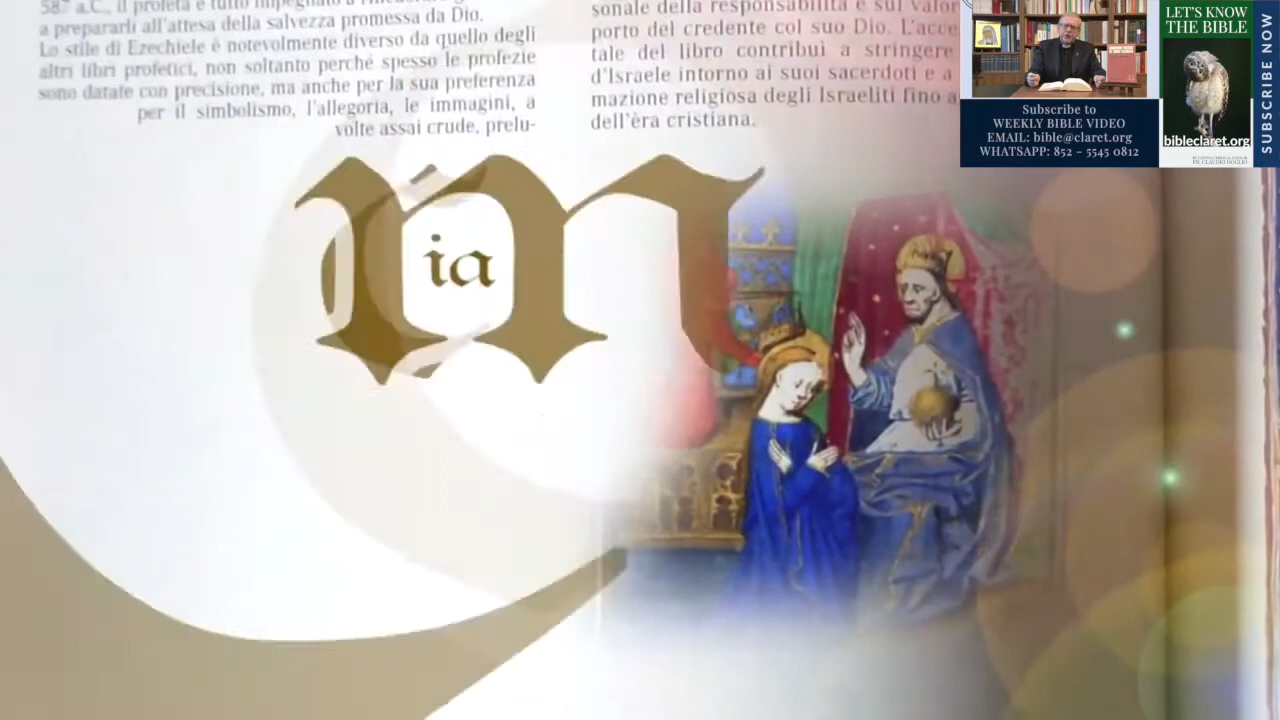 587 a.C., il profeta è tutto impegnato a
a prepararli all'attesa della salvezza promessa da Dio.
Lo stile di Ezechiele è notevolmente diverso da quello degli
altri libri profetici, non soltanto perché spesso le profezie
sono datate con precisione, ma anche per la sua preferenza
per il simbolismo, l'allegoria, le immagini, a
volte assai crude, prelu-
sonale della responsabilità e sul valor
porto del credente col suo Dio. L'acce
tale del libro contribuì a stringere
d'Israele intorno ai suoi sacerdoti e a
mazione religiosa degli Israeliti fino a
dell'èra cristiana.
m
ia
Subscribe to
WEEKLY BIBLE VIDEO
EMAIL: bible@claret.org
WHATSAPP: 852 – 5545 0812
LET'S KNOW
THE BIBLE
bibleclaret.org
FR. CLAUDIO DOGLIO
SUBSCRIBE NOW